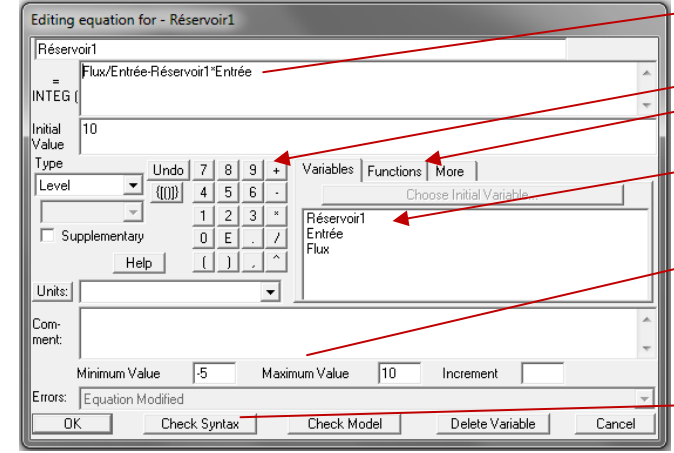 Editing equation for - Réservoir1
Réservoir1
= INTEG (
Flux/Entrée-Réservoir1*Entrée
Initial Value
10
Type
Level
Undo 7 8 9 +
{[()]} 4 5 6 -
1 2 3 *
Supplementary
0 E . /
Help
( ) , ^
Variables Functions More
Choose Initial Variable...
Réservoir1
Entrée
Flux
Units:
Com-
ment:
Minimum Value -5 Maximum Value 10 Increment
Errors: Equation Modified
OK Check Syntax Check Model Delete Variable Cancel